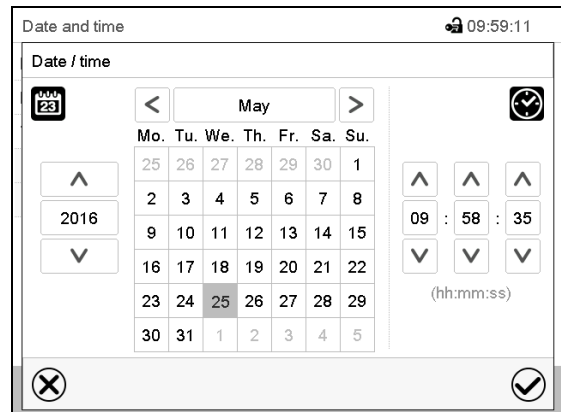 Date and time 09:59:11
Date / time
23
< May >
Mo. Tu. We. Th. Fr. Sa. Su.
25 26 27 28 29 30 1
2 3 4 5 6 7 8
9 10 11 12 13 14 15
16 17 18 19 20 21 22
23 24 25 26 27 28 29
30 31 1 2 3 4 5
2016
09 : 58 : 35
(hh:mm:ss)